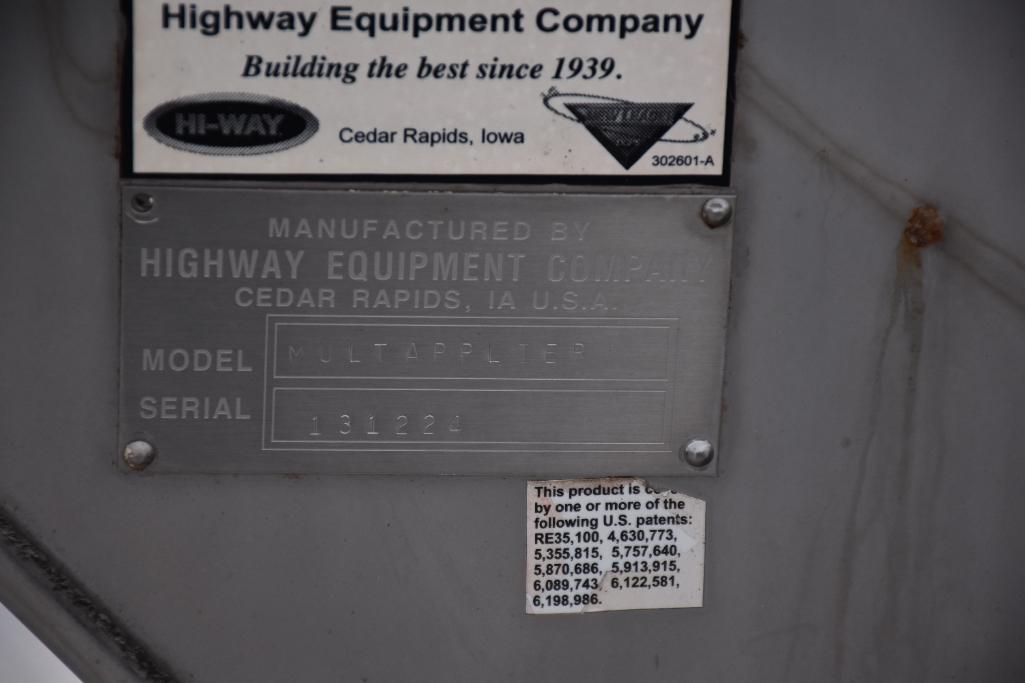 Highway Equipment Company
Building the best since 1939.
HI-WAY
Cedar Rapids, Iowa
302601-A
MANUFACTURED BY
HIGHWAY EQUIPMENT COMPANY
CEDAR RAPIDS, IA U.S.A.
MODEL MULTAPPLIER
SERIAL 131224
This product is
by one or more of the
following U.S. patents:
RE35,100, 4,630,773,
5,355,815, 5,757,640,
5,870,686, 5,913,915,
6,089,743, 6,122,581,
6,198,986.